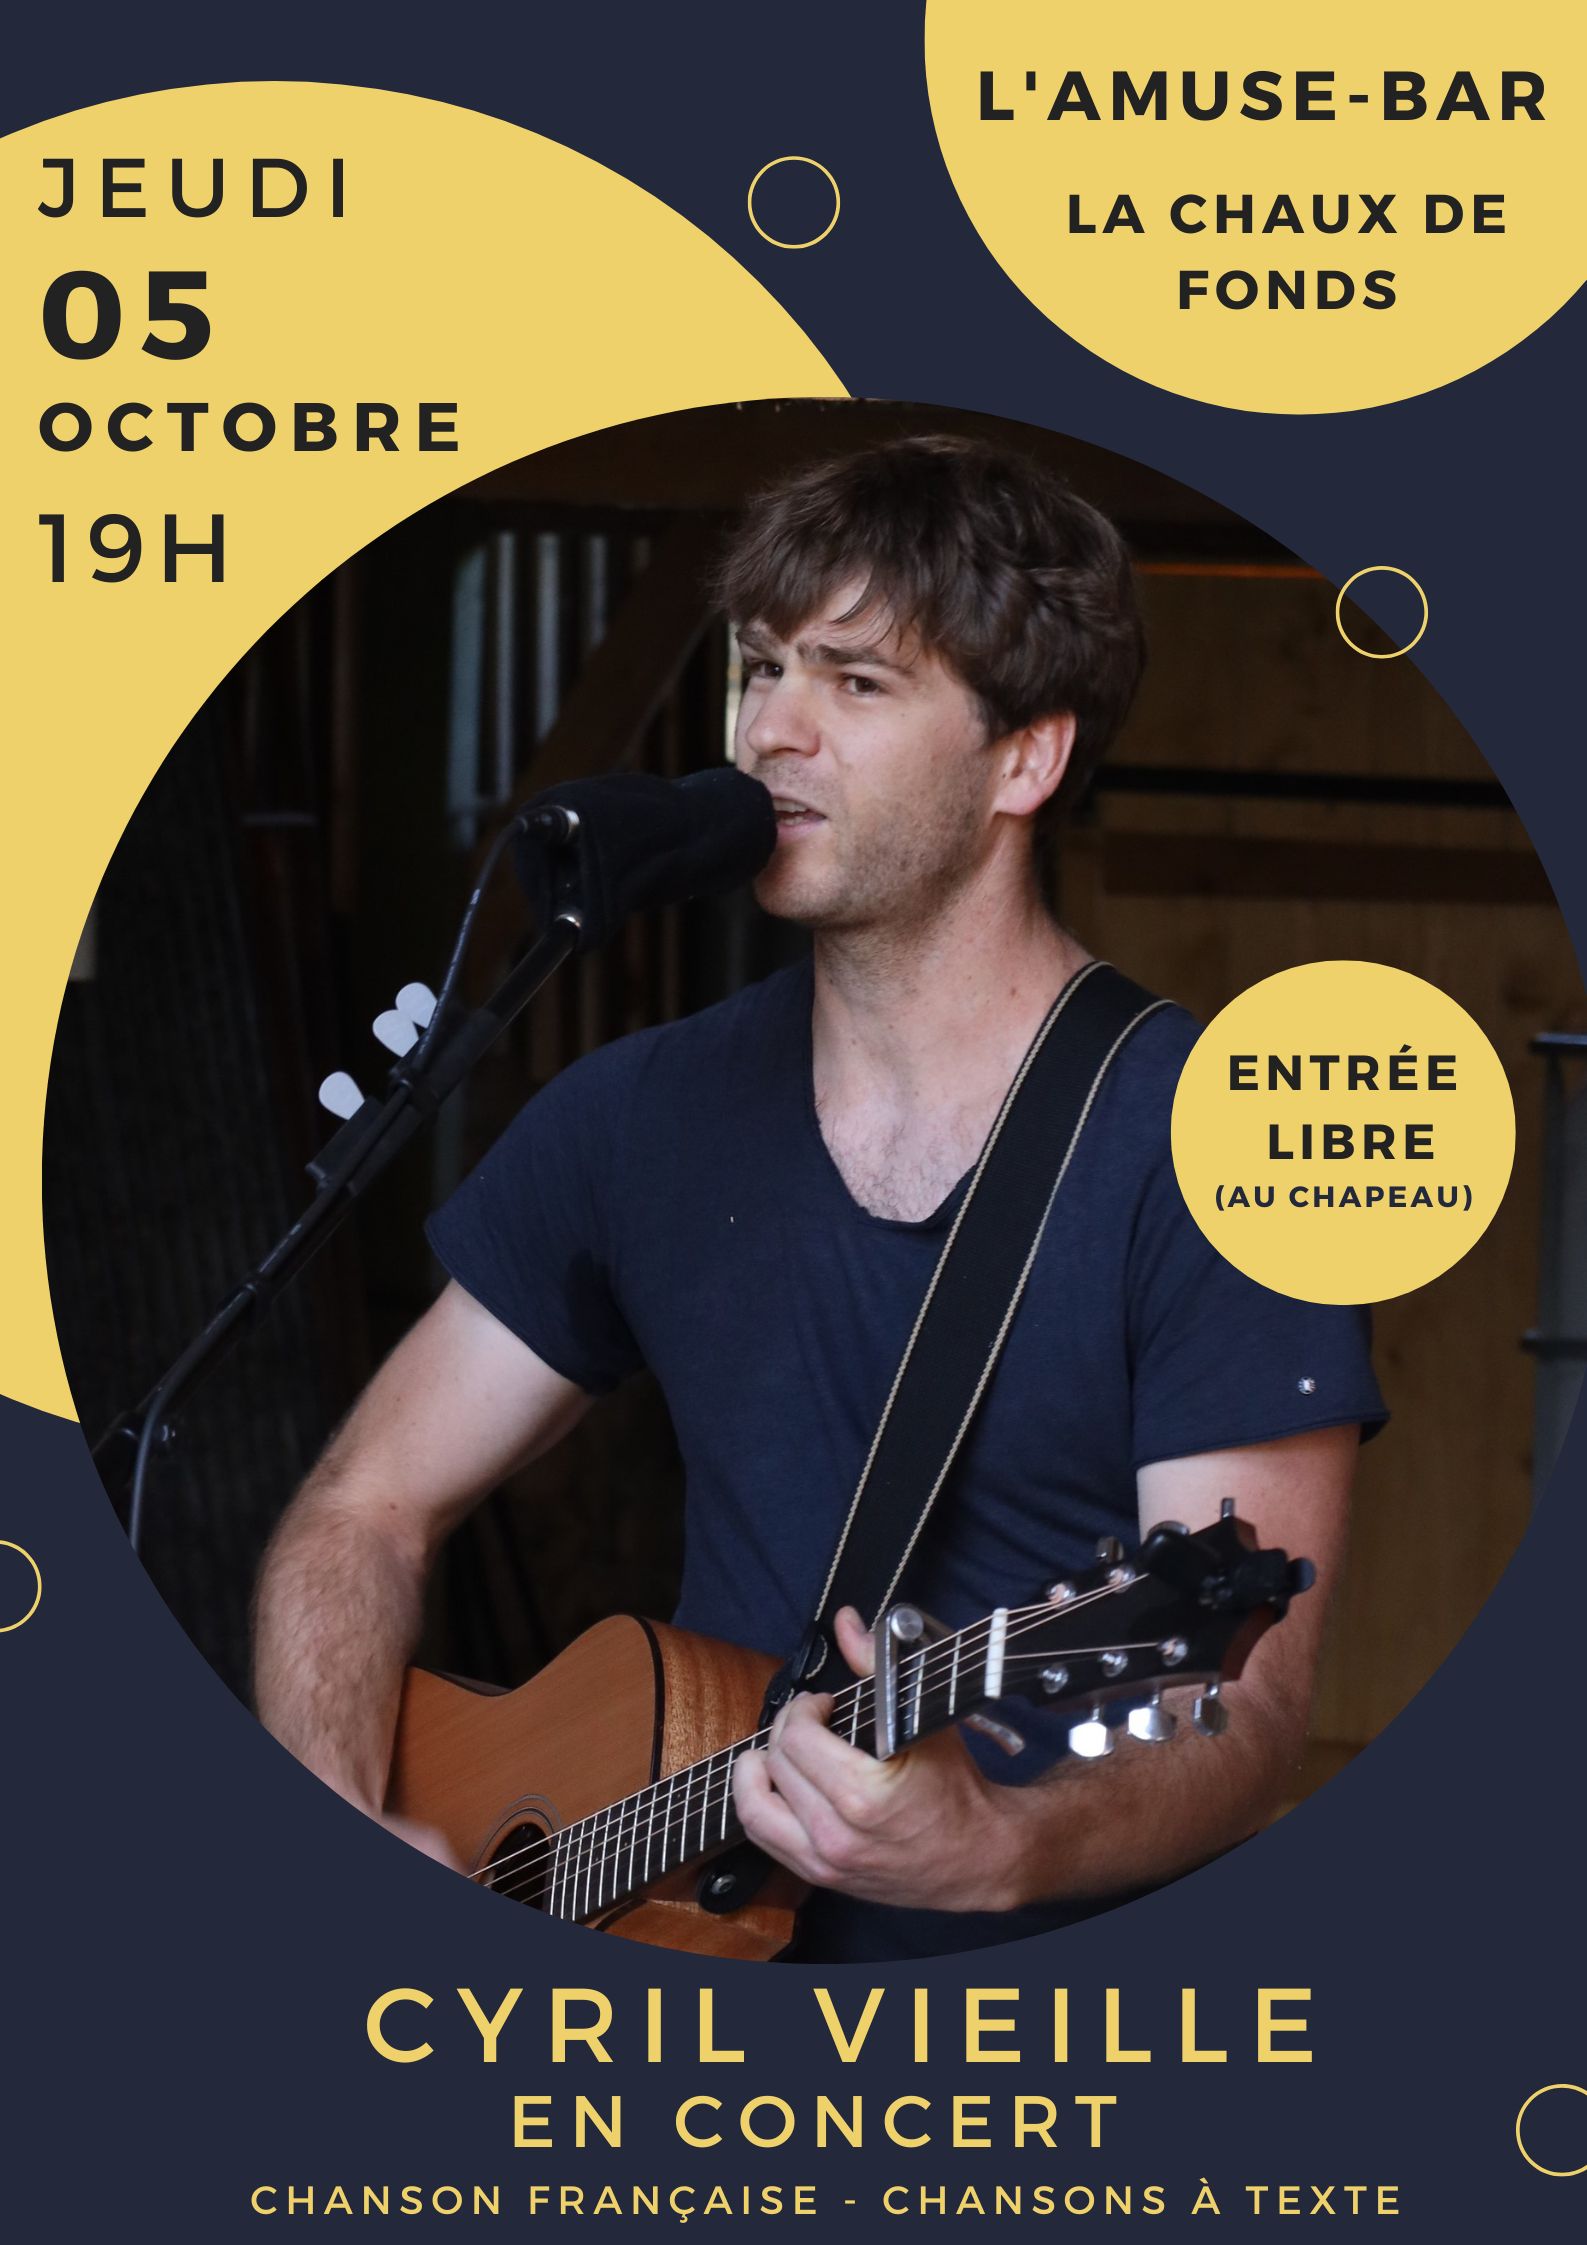 JEUDI
05
OCTOBRE
19H
L'AMUSE-BAR
LA CHAUX DE
FONDS
ENTRÉE
LIBRE
(AU CHAPEAU)
CYRIL VIEILLE
EN CONCERT
CHANSON FRANÇAISE - CHANSONS À TEXTE